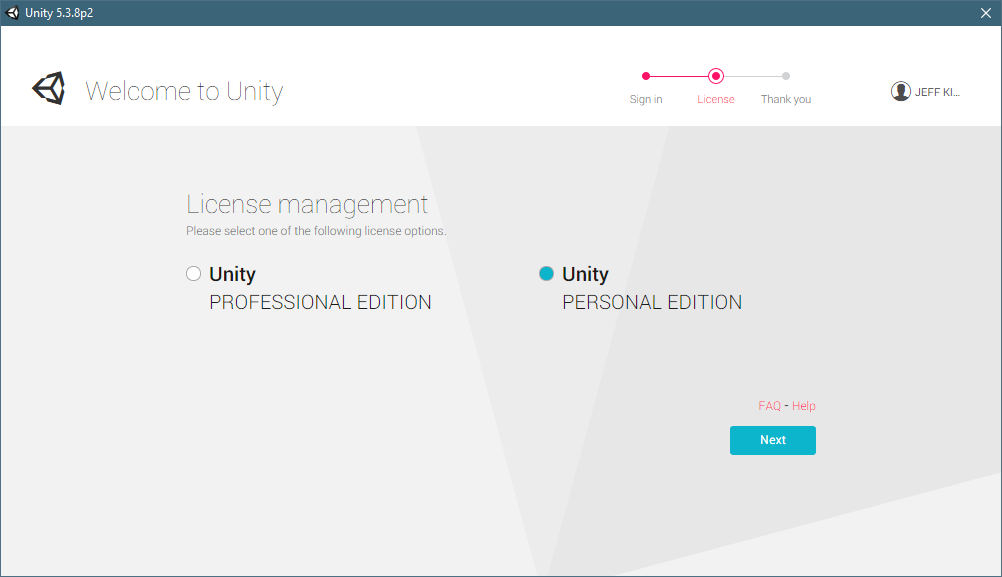 Unity 5.3.8p2
Welcome to Unity
Sign in
License
Thank you
JEFF KI...
License management
Please select one of the following license options.
Unity
PROFESSIONAL EDITION
Unity
PERSONAL EDITION
FAQ - Help
Next